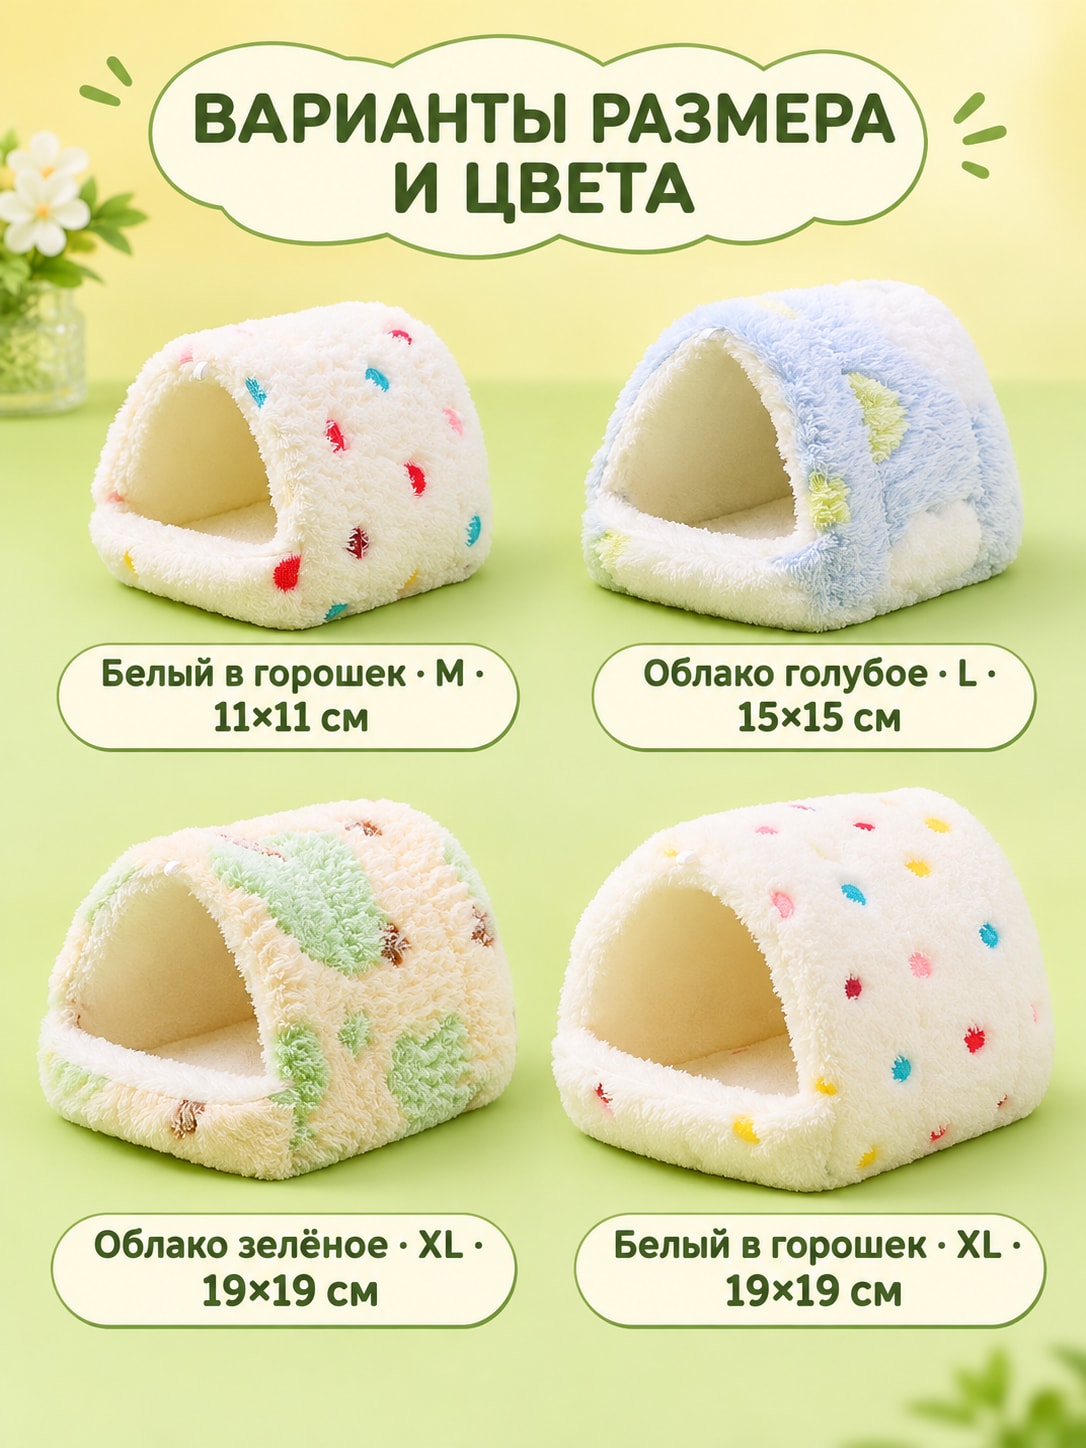 ВАРИАНТЫ РАЗМЕРА
И ЦВЕТА
Белый в горошек · M ·
11×11 см
Облако голубое · L ·
15×15 см
Облако зелёное · XL ·
19×19 см
Белый в горошек · XL ·
19×19 см